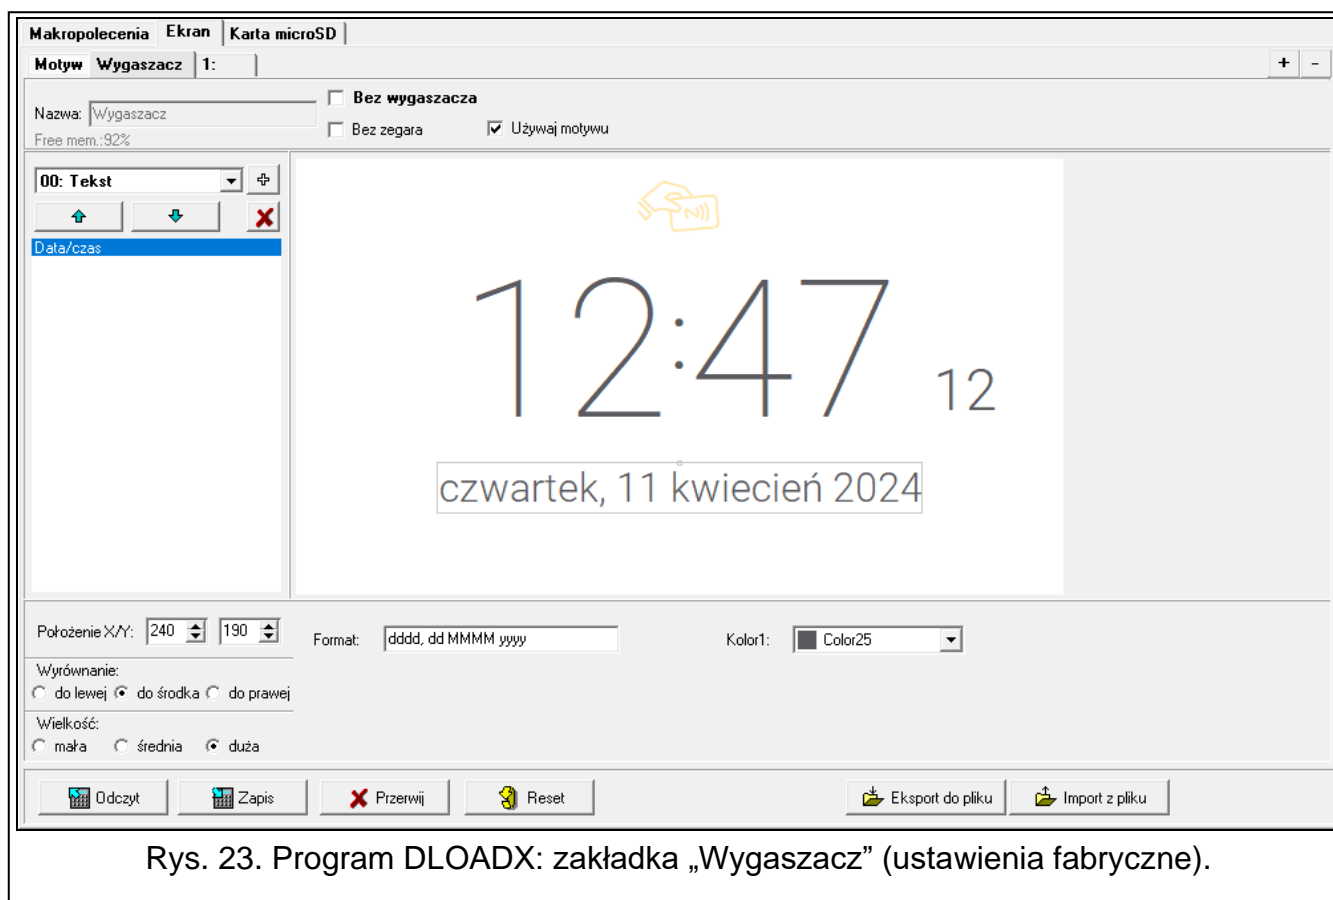 Makropolecenia Ekran Karta microSD
Motyw Wygaszacz 1: + -
Nazwa: Wygaszacz
Free mem.:92%
Bez wygaszacza
Bez zegara Używaj motywu
00: Tekst
Data/czas
12:47 12
czwartek, 11 kwiecień 2024
Położenie X/Y: 240 190
Format: dddd, dd MMMM yyyy
Kolor1: Color25
Wyrównanie:
do lewej do środka do prawej
Wielkość:
mała średnia duża
Odczyt Zapis Przerwij Reset Eksport do pliku Import z pliku
Rys. 23. Program DLOADX: zakładka „Wygaszacz” (ustawienia fabryczne).